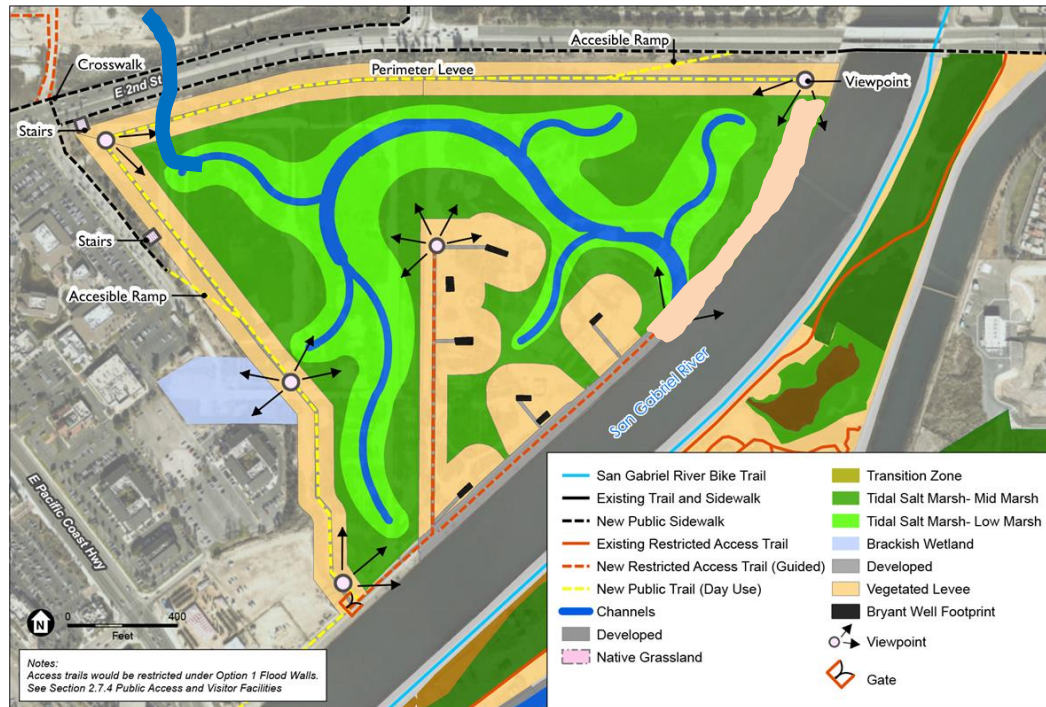 Accesible Ramp
Crosswalk
E 2nd St
Perimeter Levee
Viewpoint
Stairs
Stairs
Accesible Ramp
San Gabriel River
E Pacific Coast Hwy
N
0 400
Feet
Notes:
Access trails would be restricted under Option 1 Flood Walls.
See Section 2.7.4 Public Access and Visitor Facilities
San Gabriel River Bike Trail
Existing Trail and Sidewalk
New Public Sidewalk
Existing Restricted Access Trail
New Restricted Access Trail (Guided)
New Public Trail (Day Use)
Channels
Developed
Native Grassland
Transition Zone
Tidal Salt Marsh- Mid Marsh
Tidal Salt Marsh- Low Marsh
Brackish Wetland
Developed
Vegetated Levee
Bryant Well Footprint
Viewpoint
Gate